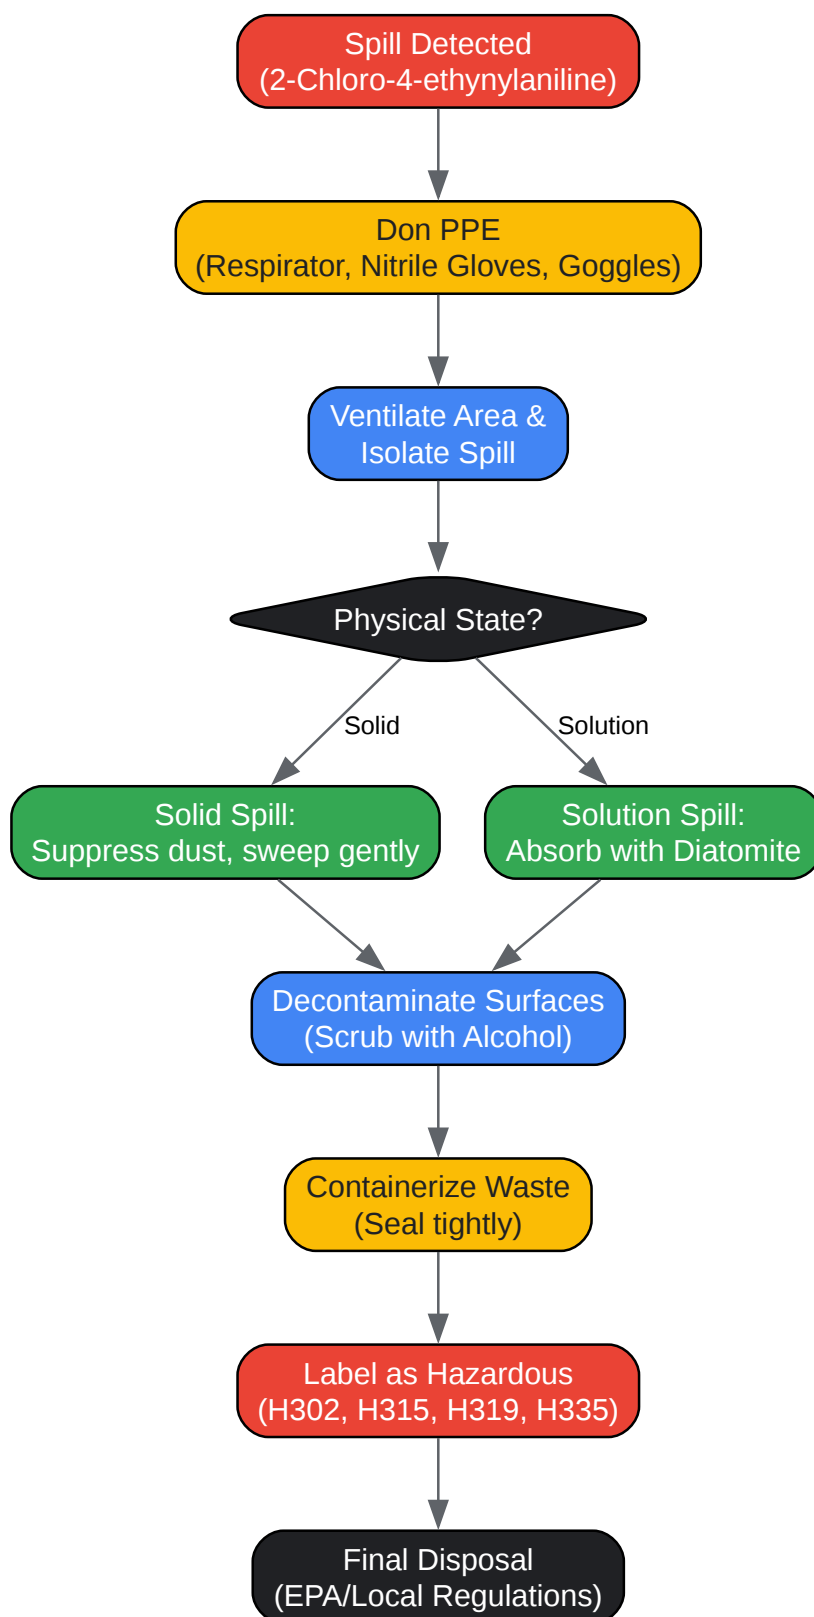 Spill Detected
(2-Chloro-4-ethynylaniline)
Don PPE
(Respirator, Nitrile Gloves, Goggles)
Ventilate Area &
Isolate Spill
Physical State?
Solid
Solution
Solid Spill:
Suppress dust, sweep gently
Solution Spill:
Absorb with Diatomite
Decontaminate Surfaces
(Scrub with Alcohol)
Containerize Waste
(Seal tightly)
Label as Hazardous
(H302, H315, H319, H335)
Final Disposal
(EPA/Local Regulations)